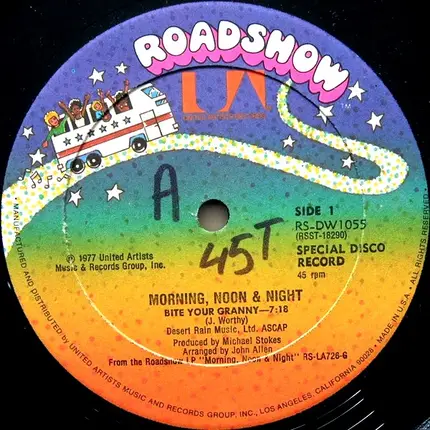 ROADSHOW
TM
UA
A
45T
SIDE 1
RS-DW1055
(RSST-18290)
SPECIAL DISCO
RECORD
45 rpm
℗ 1977 United Artists
Music & Records Group, Inc.
MORNING, NOON & NIGHT
BITE YOUR GRANNY—7:18
(J. Worthy)
Desert Rain Music, Ltd. ASCAP
Produced by Michael Stokes
Arranged by John Allen
From the Roadshow LP "Morning, Noon & Night" RS-LA726-G
• MANUFACTURED AND DISTRIBUTED BY UNITED ARTISTS MUSIC AND RECORDS GROUP, INC., LOS ANGELES, CALIFORNIA 90028 • MADE IN U.S.A. • ALL RIGHTS RESERVED